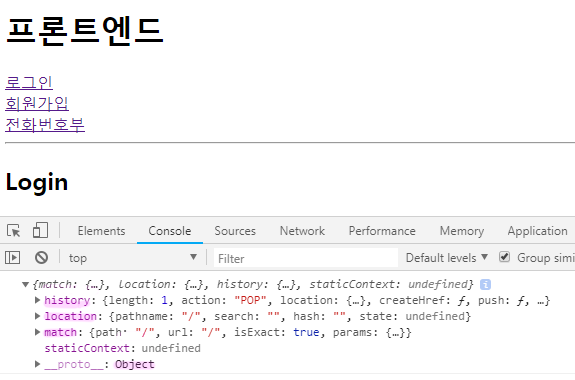 프론트엔드
로그인
회원가입
전화번호부
Login
Elements Console Sources Network Performance Memory Application
top Filter Default levels Group simi
{match: {…}, location: {…}, history: {…}, staticContext: undefined}
history: {length: 1, action: "POP", location: {…}, createHref: ƒ, push: ƒ, …}
location: {pathname: "/", search: "", hash: "", state: undefined}
match: {path: "/", url: "/", isExact: true, params: {…}}
staticContext: undefined
__proto__: Object